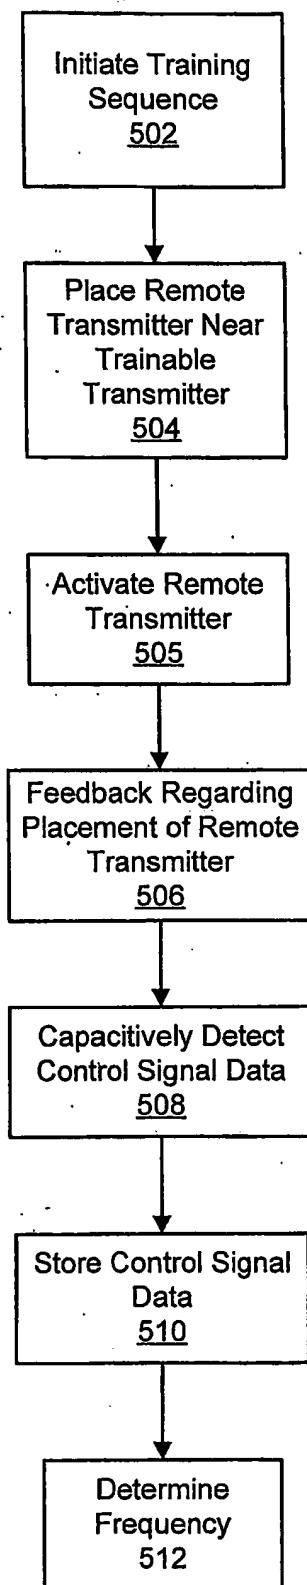 Initiate Training
Sequence
502
Place Remote
Transmitter Near
Trainable
Transmitter
504
Activate Remote
Transmitter
505
Feedback Regarding
Placement of Remote
Transmitter
506
Capacitively Detect
Control Signal Data
508
Store Control Signal
Data
510
Determine
Frequency
512